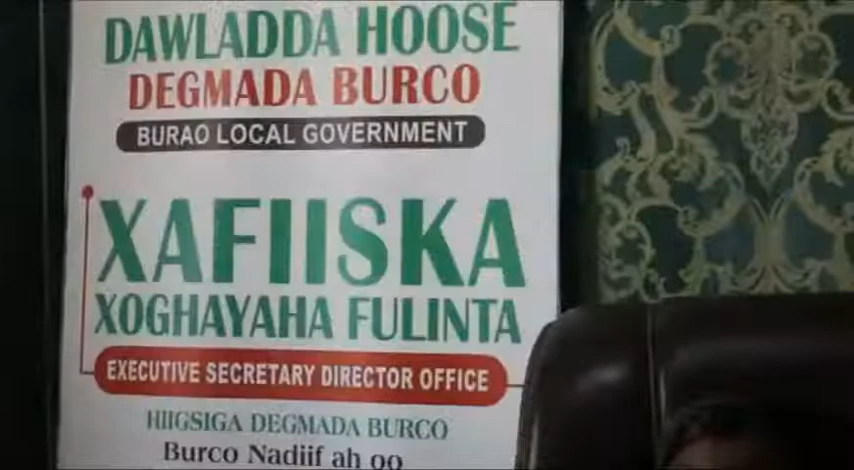 DAWLADDA HOOSE
DEGMADA BURCO
BURAO LOCAL GOVERNMENT
XAFIISKA
XOGHAYAHA FULINTA
EXECUTIVE SECRETARY DIRECTOR OFFICE
HIIGSIGA DEGMADA BURCO
Burco Nadiif ah oo